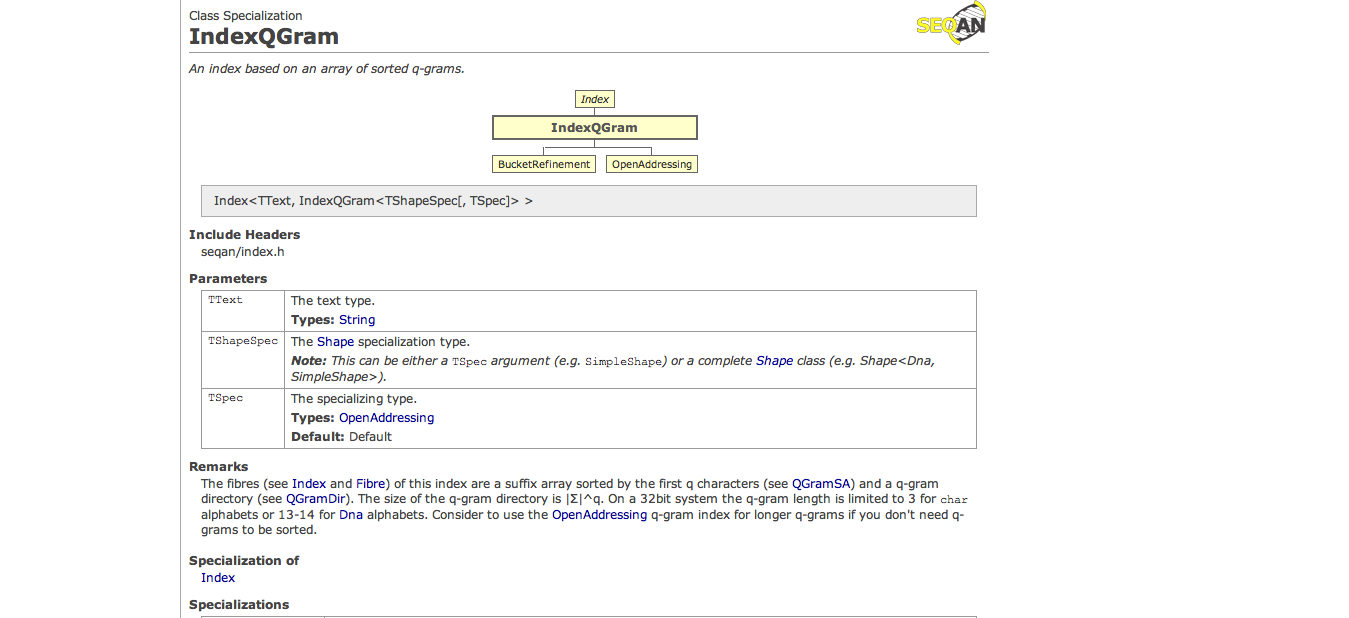 Class Specialization
IndexQGram
SEQAN
An index based on an array of sorted q-grams.
Index
IndexQGram
BucketRefinement OpenAddressing
Index<TText, IndexQGram<TShapeSpec[, TSpec]> >
Include Headers
seqan/index.h
Parameters
TText The text type.
Types: String
TShapeSpec The Shape specialization type.
Note: This can be either a TSpec argument (e.g. SimpleShape) or a complete Shape class (e.g. Shape<Dna,
SimpleShape>).
TSpec The specializing type.
Types: OpenAddressing
Default: Default
Remarks
The fibres (see Index and Fibre) of this index are a suffix array sorted by the first q characters (see QGramSA) and a q-gram
directory (see QGramDir). The size of the q-gram directory is |Σ|^q. On a 32bit system the q-gram length is limited to 3 for char
alphabets or 13-14 for Dna alphabets. Consider to use the OpenAddressing q-gram index for longer q-grams if you don't need q-
grams to be sorted.
Specialization of
Index
Specializations